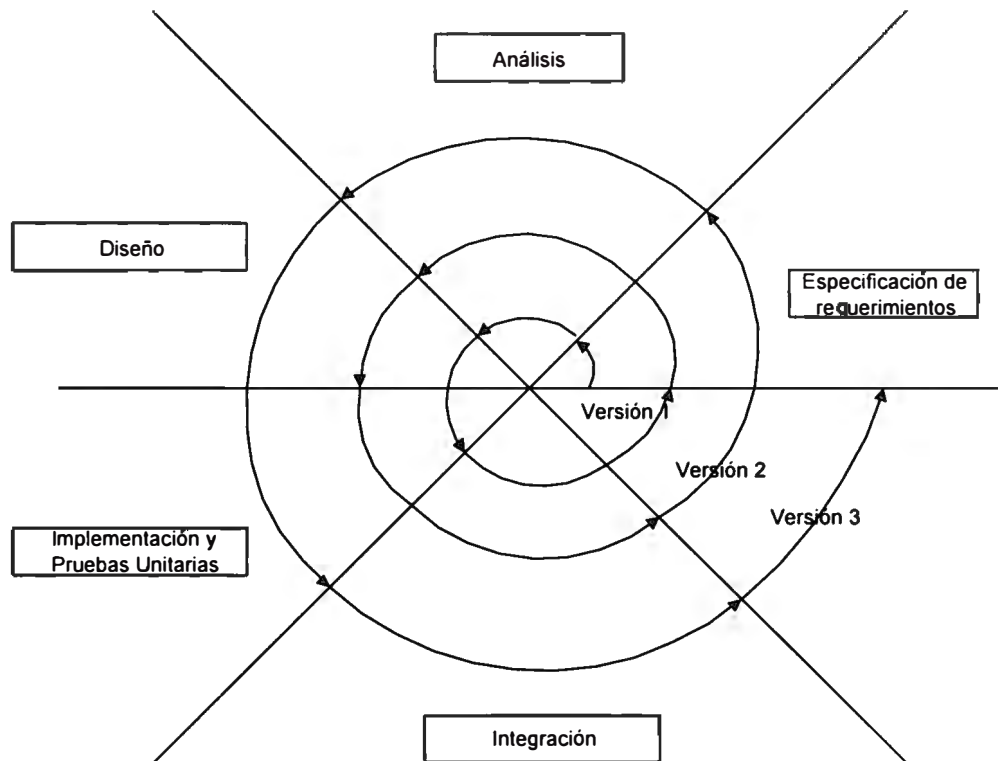 Análisis
Diseño
Especificación de
requerimientos
Versión 1
Versión 2
Versión 3
Implementación y
Pruebas Unitarias
Integración